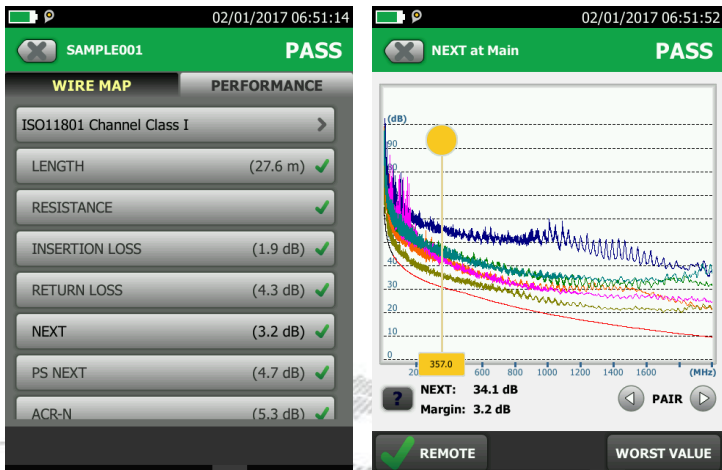 02/01/2017 06:51:14
SAMPLE001
PASS
WIRE MAP
PERFORMANCE
ISO11801 Channel Class I
LENGTH (27.6 m)
RESISTANCE
INSERTION LOSS (1.9 dB)
RETURN LOSS (4.3 dB)
NEXT (3.2 dB)
PS NEXT (4.7 dB)
ACR-N (5.3 dB)
02/01/2017 06:51:52
NEXT at Main
PASS
(dB)
90
40
30
20
10
0
357.0
600 800 1000 1200 1400 1600 (MHz)
? NEXT: 34.1 dB
Margin: 3.2 dB
PAIR
REMOTE
WORST VALUE